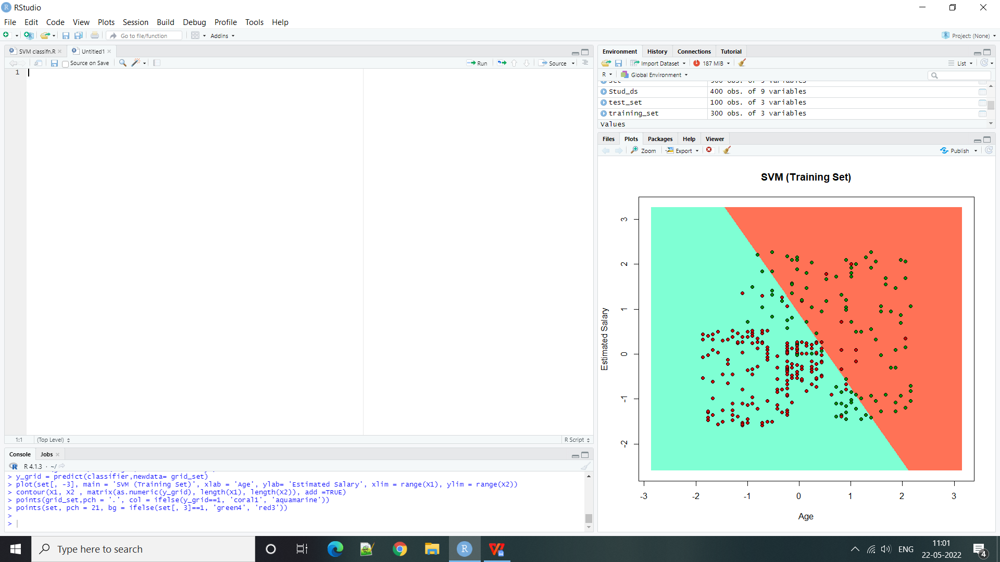 RStudio
File Edit Code View Plots Session Build Debug Profile Tools Help
Go to file/function Addins Project: (None)
SVM classifn.R Untitled1
Source on Save Run Source
1
1:1 (Top Level) R Script
Console Jobs
R 4.1.3 · ~/
> y_grid = predict(classifier,newdata= grid_set)
> plot(set[, -3], main = 'SVM (Training Set)', xlab = 'Age', ylab= 'Estimated Salary', xlim = range(X1), ylim = range(X2))
> contour(X1, X2 , matrix(as.numeric(y_grid), length(X1), length(X2)), add =TRUE)
> points(grid_set,pch = '.', col = ifelse(y_grid==1, 'coral1', 'aquamarine'))
> points(set, pch = 21, bg = ifelse(set[, 3]==1, 'green4', 'red3'))
>
>
Environment History Connections Tutorial
Import Dataset 187 MiB List
R Global Environment
Stud_ds 400 obs. of 9 variables
test_set 100 obs. of 3 variables
training_set 300 obs. of 3 variables
Values
Files Plots Packages Help Viewer
Zoom Export Publish
SVM (Training Set)
Estimated Salary
3
2
1
0
-1
-2
-3 -2 -1 0 1 2 3
Age
Type here to search
ENG
11:01
22-05-2022
4